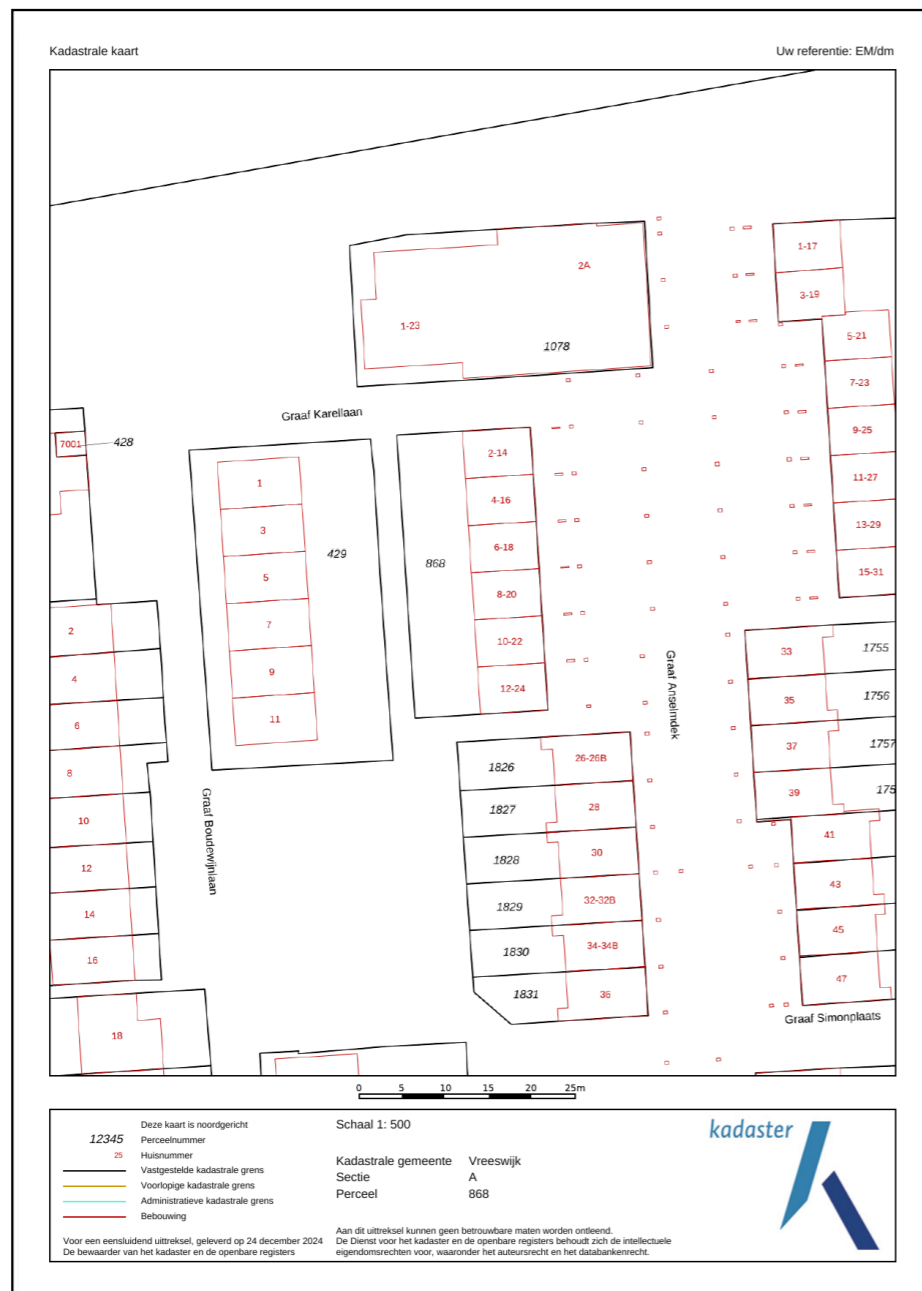 Kadastrale kaart
Uw referentie: EM/dm
2A
1-17
3-19
1-23
1078
5-21
7-23
Graaf Karellaan
7001
428
9-25
1
2-14
11-27
3
4-16
429
868
13-29
5
6-18
15-31
7
8-20
2
10-22
33
1755
4
9
12-24
Graaf Anselmdek
35
1756
6
11
37
1757
8
1826
26-26B
39
175
10
Graaf Boudewijnlaan
1827
28
41
12
1828
30
43
14
1829
32-32B
45
16
1830
34-34B
47
1831
36
Graaf Simonplaats
18
0 5 10 15 20 25m
Deze kaart is noordgericht
12345 Perceelnummer
25 Huisnummer
Vastgestelde kadastrale grens
Voorlopige kadastrale grens
Administratieve kadastrale grens
Bebouwing
Voor een eensluidend uittreksel, geleverd op 24 december 2024
De bewaarder van het kadaster en de openbare registers
Schaal 1: 500
Kadastrale gemeente Vreeswijk
Sectie A
Perceel 868
Aan dit uittreksel kunnen geen betrouwbare maten worden ontleend.
De Dienst voor het kadaster en de openbare registers behoudt zich de intellectuele
eigendomsrechten voor, waaronder het auteursrecht en het databankenrecht.
kadaster